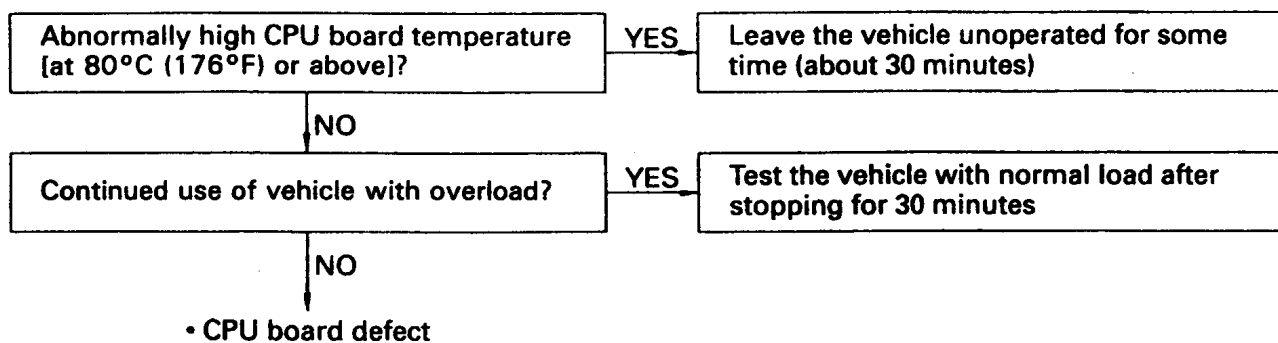 Abnormally high CPU board temperature
[at 80°C (176°F) or above]?
YES
Leave the vehicle unoperated for some
time (about 30 minutes)
NO
Continued use of vehicle with overload?
YES
Test the vehicle with normal load after
stopping for 30 minutes
NO
• CPU board defect